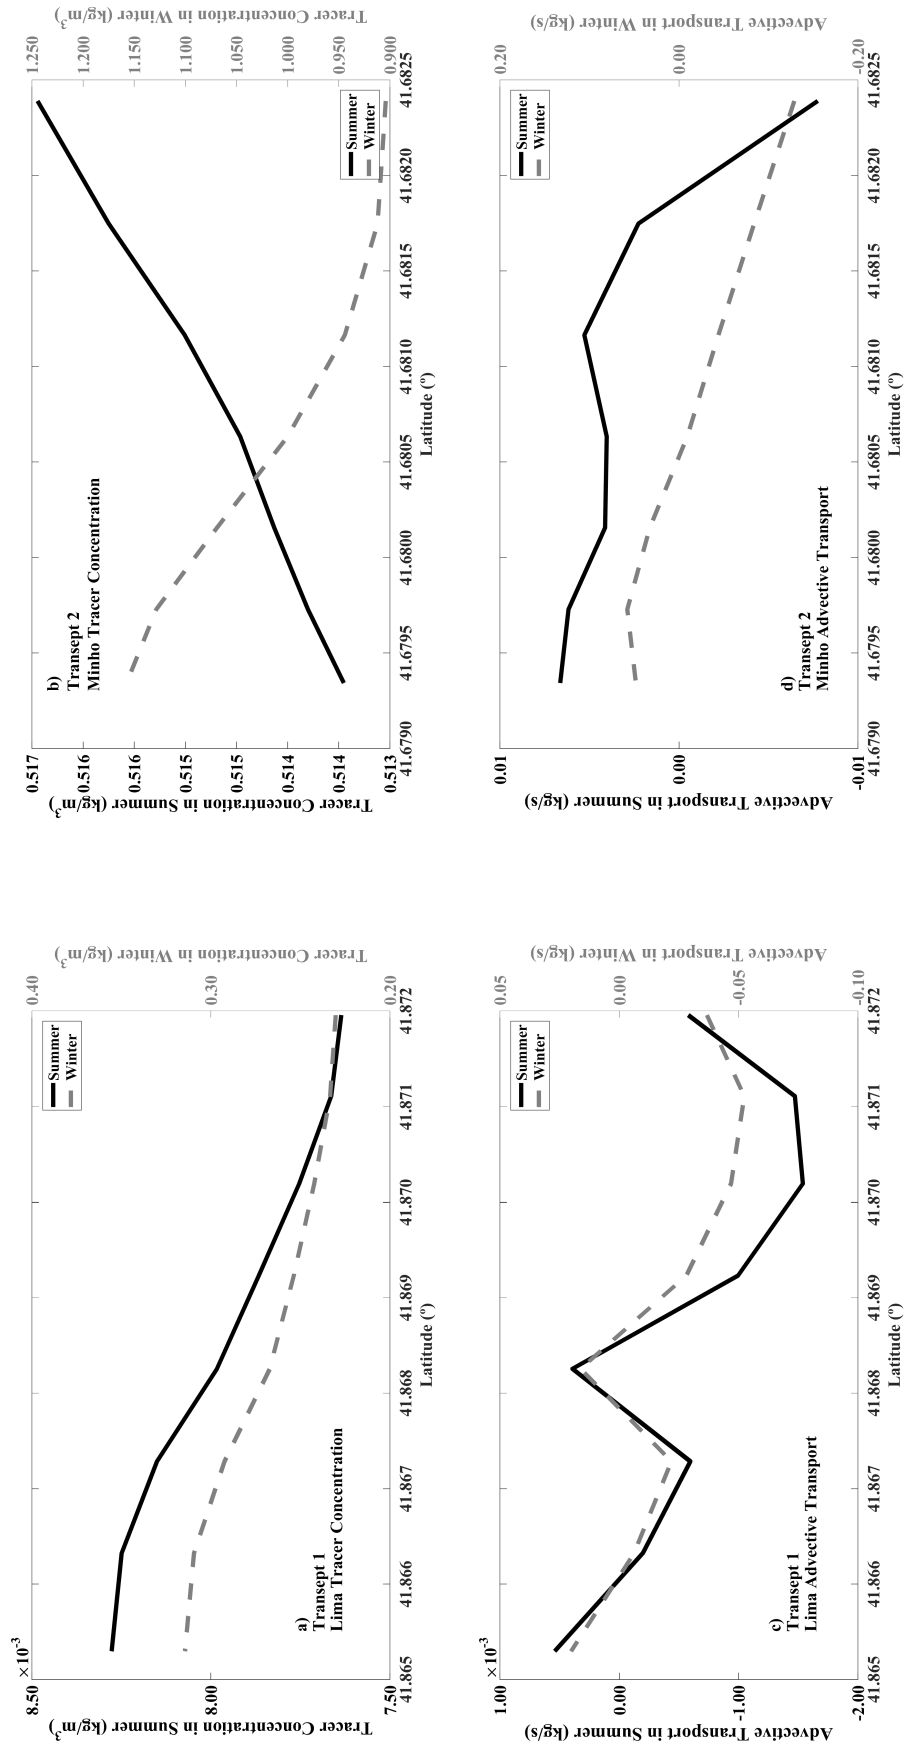 ×10⁻³
8.50
8.00
7.50
Tracer Concentration in Summer (kg/m³)
a)
Transept 1
Lima Tracer Concentration
Summer
Winter
0.40
0.30
0.20
Tracer Concentration in Winter (kg/m³)
41.865 41.866 41.867 41.868 41.869 41.870 41.871 41.872
Latitude (º)
0.517
0.516
0.516
0.515
0.515
0.514
0.514
0.513
Tracer Concentration in Summer (kg/m³)
b)
Transept 2
Minho Tracer Concentration
Summer
Winter
1.250
1.200
1.150
1.100
1.050
1.000
0.950
0.900
Tracer Concentration in Winter (kg/m³)
41.6790 41.6795 41.6800 41.6805 41.6810 41.6815 41.6820 41.6825
Latitude (º)
×10⁻³
1.00
0.00
-1.00
-2.00
Advective Transport in Summer (kg/s)
c)
Transept 1
Lima Advective Transport
Summer
Winter
0.05
0.00
-0.05
-0.10
Advective Transport in Winter (kg/s)
41.865 41.866 41.867 41.868 41.869 41.870 41.871 41.872
Latitude (º)
0.01
0.00
-0.01
Advective Transport in Summer (kg/s)
d)
Transept 2
Minho Advective Transport
Summer
Winter
0.20
0.00
-0.20
Advective Transport in Winter (kg/s)
41.6790 41.6795 41.6800 41.6805 41.6810 41.6815 41.6820 41.6825
Latitude (º)